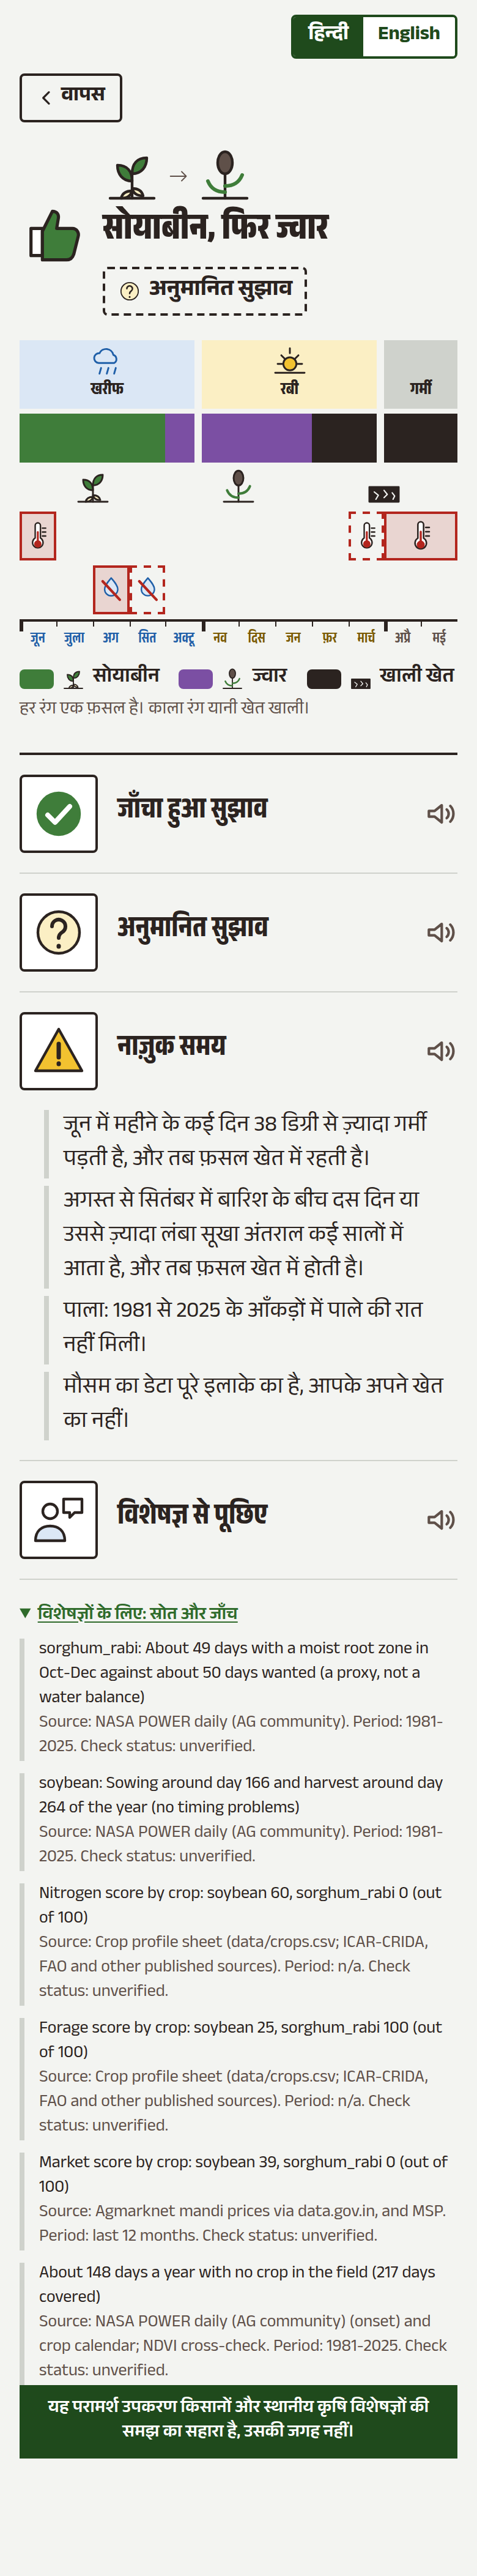 हिन्दी English
वापस
सोयाबीन, फिर ज्वार
अनुमानित सुझाव
खरीफ रबी गर्मी
जून जुला अग सित अक्टू नव दिस जन फ़र मार्च अप्रै मई
सोयाबीन ज्वार खाली खेत
हर रंग एक फ़सल है। काला रंग यानी खेत खाली।
जाँचा हुआ सुझाव
अनुमानित सुझाव
नाज़ुक समय
जून में महीने के कई दिन 38 डिग्री से ज़्यादा गर्मी
पड़ती है, और तब फ़सल खेत में रहती है।
अगस्त से सितंबर में बारिश के बीच दस दिन या
उससे ज़्यादा लंबा सूखा अंतराल कई सालों में
आता है, और तब फ़सल खेत में होती है।
पाला: 1981 से 2025 के आँकड़ों में पाले की रात
नहीं मिली।
मौसम का डेटा पूरे इलाके का है, आपके अपने खेत
का नहीं।
विशेषज्ञ से पूछिए
विशेषज्ञों के लिए: स्रोत और जाँच
sorghum_rabi: About 49 days with a moist root zone in
Oct-Dec against about 50 days wanted (a proxy, not a
water balance)
Source: NASA POWER daily (AG community). Period: 1981-
2025. Check status: unverified.
soybean: Sowing around day 166 and harvest around day
264 of the year (no timing problems)
Source: NASA POWER daily (AG community). Period: 1981-
2025. Check status: unverified.
Nitrogen score by crop: soybean 60, sorghum_rabi 0 (out
of 100)
Source: Crop profile sheet (data/crops.csv; ICAR-CRIDA,
FAO and other published sources). Period: n/a. Check
status: unverified.
Forage score by crop: soybean 25, sorghum_rabi 100 (out
of 100)
Source: Crop profile sheet (data/crops.csv; ICAR-CRIDA,
FAO and other published sources). Period: n/a. Check
status: unverified.
Market score by crop: soybean 39, sorghum_rabi 0 (out of
100)
Source: Agmarknet mandi prices via data.gov.in, and MSP.
Period: last 12 months. Check status: unverified.
About 148 days a year with no crop in the field (217 days
covered)
Source: NASA POWER daily (AG community) (onset) and
crop calendar; NDVI cross-check. Period: 1981-2025. Check
status: unverified.
यह परामर्श उपकरण किसानों और स्थानीय कृषि विशेषज्ञों की
समझ का सहारा है, उसकी जगह नहीं।